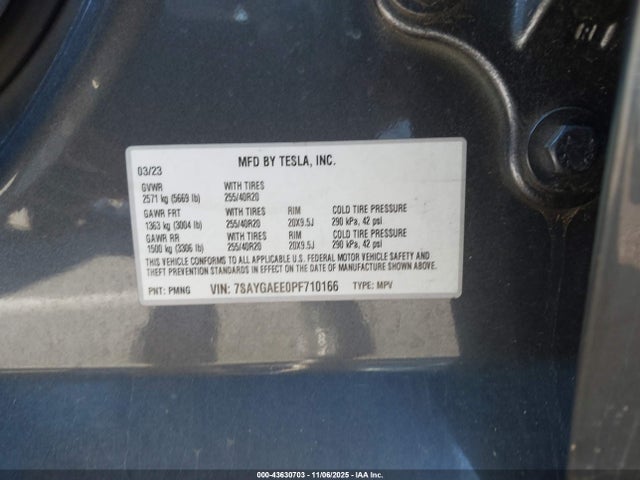 MFD BY TESLA, INC.
03/23
GVWR WITH TIRES
2571 kg (5669 lb) 255/40R20
GAWR FRT WITH TIRES RIM COLD TIRE PRESSURE
1363 kg (3004 lb) 255/40R20 20X9.5J 290 kPa, 42 psi
GAWR RR WITH TIRES RIM COLD TIRE PRESSURE
1500 kg (3306 lb) 255/40R20 20X9.5J 290 kPa, 42 psi
THIS VEHICLE CONFORMS TO ALL APPLICABLE U.S. FEDERAL MOTOR VEHICLE SAFETY AND
THEFT PREVENTION STANDARDS IN EFFECT ON THE DATE OF MANUFACTURE SHOWN ABOVE.
PNT: PMNG VIN: 7SAYGAEE0PF710166 TYPE: MPV
000-43630703 - 11/06/2025 - IAA Inc.